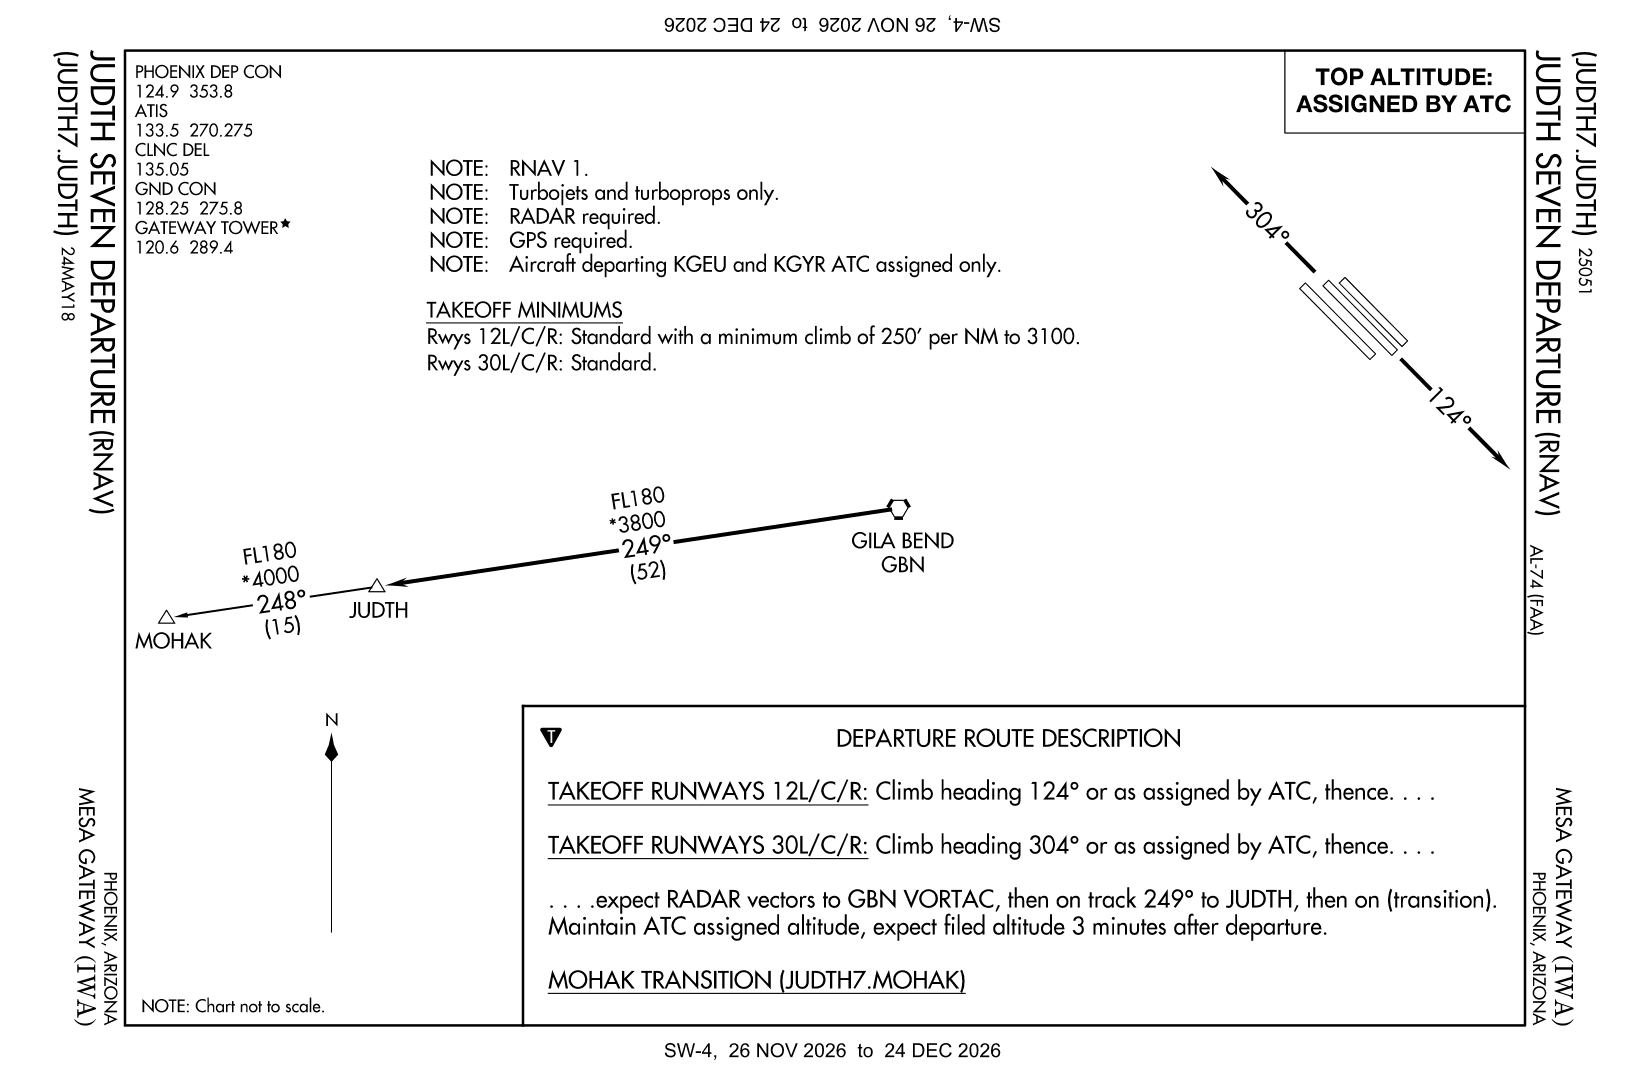 SW-4, 26 NOV 2026 to 24 DEC 2026
(JUDTH7.JUDTH) 24MAY18
JUDTH SEVEN DEPARTURE (RNAV)
PHOENIX DEP CON
124.9 353.8
ATIS
133.5 270.275
CLNC DEL
135.05
GND CON
128.25 275.8
GATEWAY TOWER★
120.6 289.4
NOTE: RNAV 1.
NOTE: Turbojets and turboprops only.
NOTE: RADAR required.
NOTE: GPS required.
NOTE: Aircraft departing KGEU and KGYR ATC assigned only.
TAKEOFF MINIMUMS
Rwys 12L/C/R: Standard with a minimum climb of 250’ per NM to 3100.
Rwys 30L/C/R: Standard.
TOP ALTITUDE:
ASSIGNED BY ATC
304°
124°
(JUDTH7.JUDTH) 25051
JUDTH SEVEN DEPARTURE (RNAV)
AL-74 (FAA)
FL180
*3800
249°
(52)
GILA BEND
GBN
FL180
*4000
248°
(15)
JUDTH
MOHAK
N
NOTE: Chart not to scale.
T
DEPARTURE ROUTE DESCRIPTION
TAKEOFF RUNWAYS 12L/C/R: Climb heading 124° or as assigned by ATC, thence. . . .
TAKEOFF RUNWAYS 30L/C/R: Climb heading 304° or as assigned by ATC, thence. . . .
. . . .expect RADAR vectors to GBN VORTAC, then on track 249° to JUDTH, then on (transition).
Maintain ATC assigned altitude, expect filed altitude 3 minutes after departure.
MOHAK TRANSITION (JUDTH7.MOHAK)
MESA GATEWAY (IWA)
PHOENIX, ARIZONA
MESA GATEWAY (IWA)
PHOENIX, ARIZONA
SW-4, 26 NOV 2026 to 24 DEC 2026